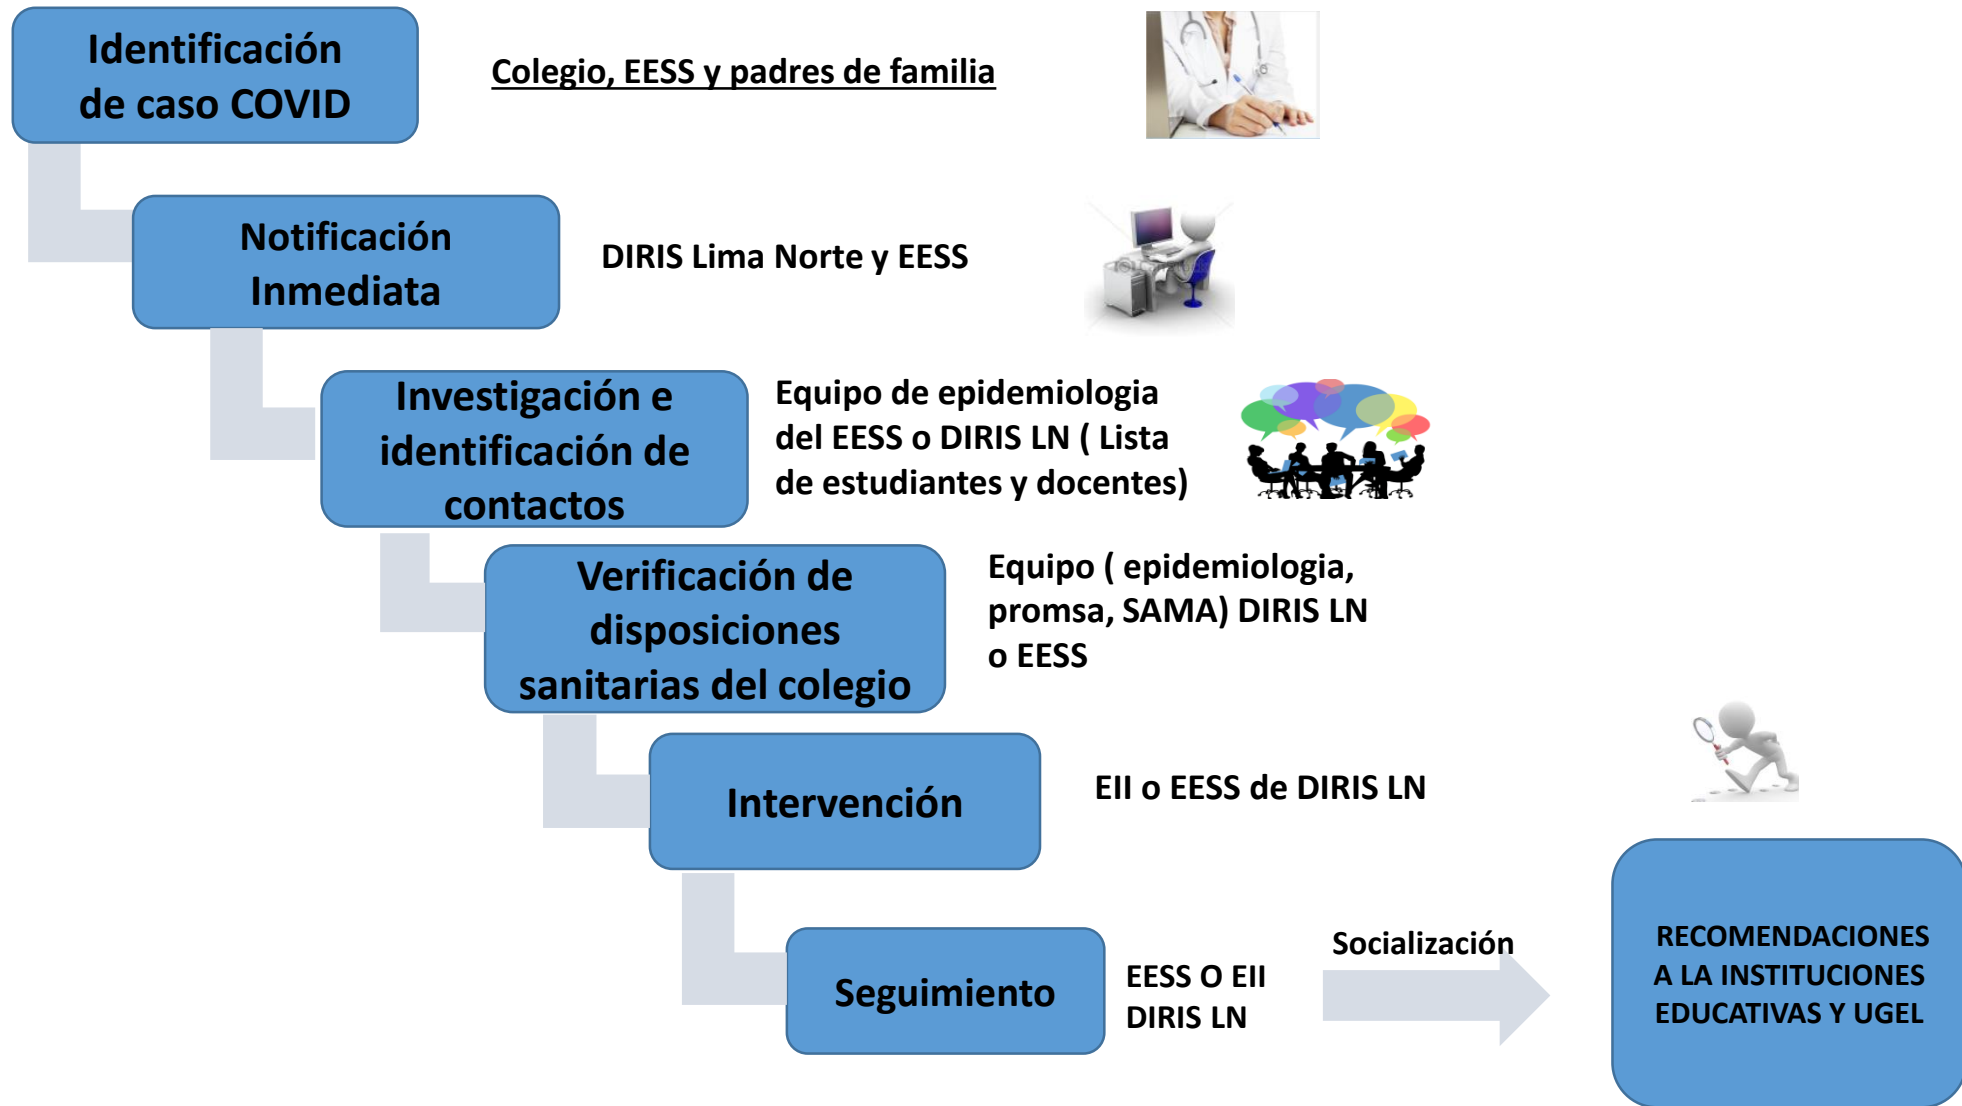 Identificación
de caso COVID
Colegio, EESS y padres de familia
Notificación
Inmediata
DIRIS Lima Norte y EESS
Investigación e
identificación de
contactos
Equipo de epidemiologia
del EESS o DIRIS LN ( Lista
de estudiantes y docentes)
Verificación de
disposiciones
sanitarias del colegio
Equipo ( epidemiologia,
promsa, SAMA) DIRIS LN
o EESS
Intervención
EII o EESS de DIRIS LN
Seguimiento
EESS O EII
DIRIS LN
Socialización
RECOMENDACIONES
A LA INSTITUCIONES
EDUCATIVAS Y UGEL